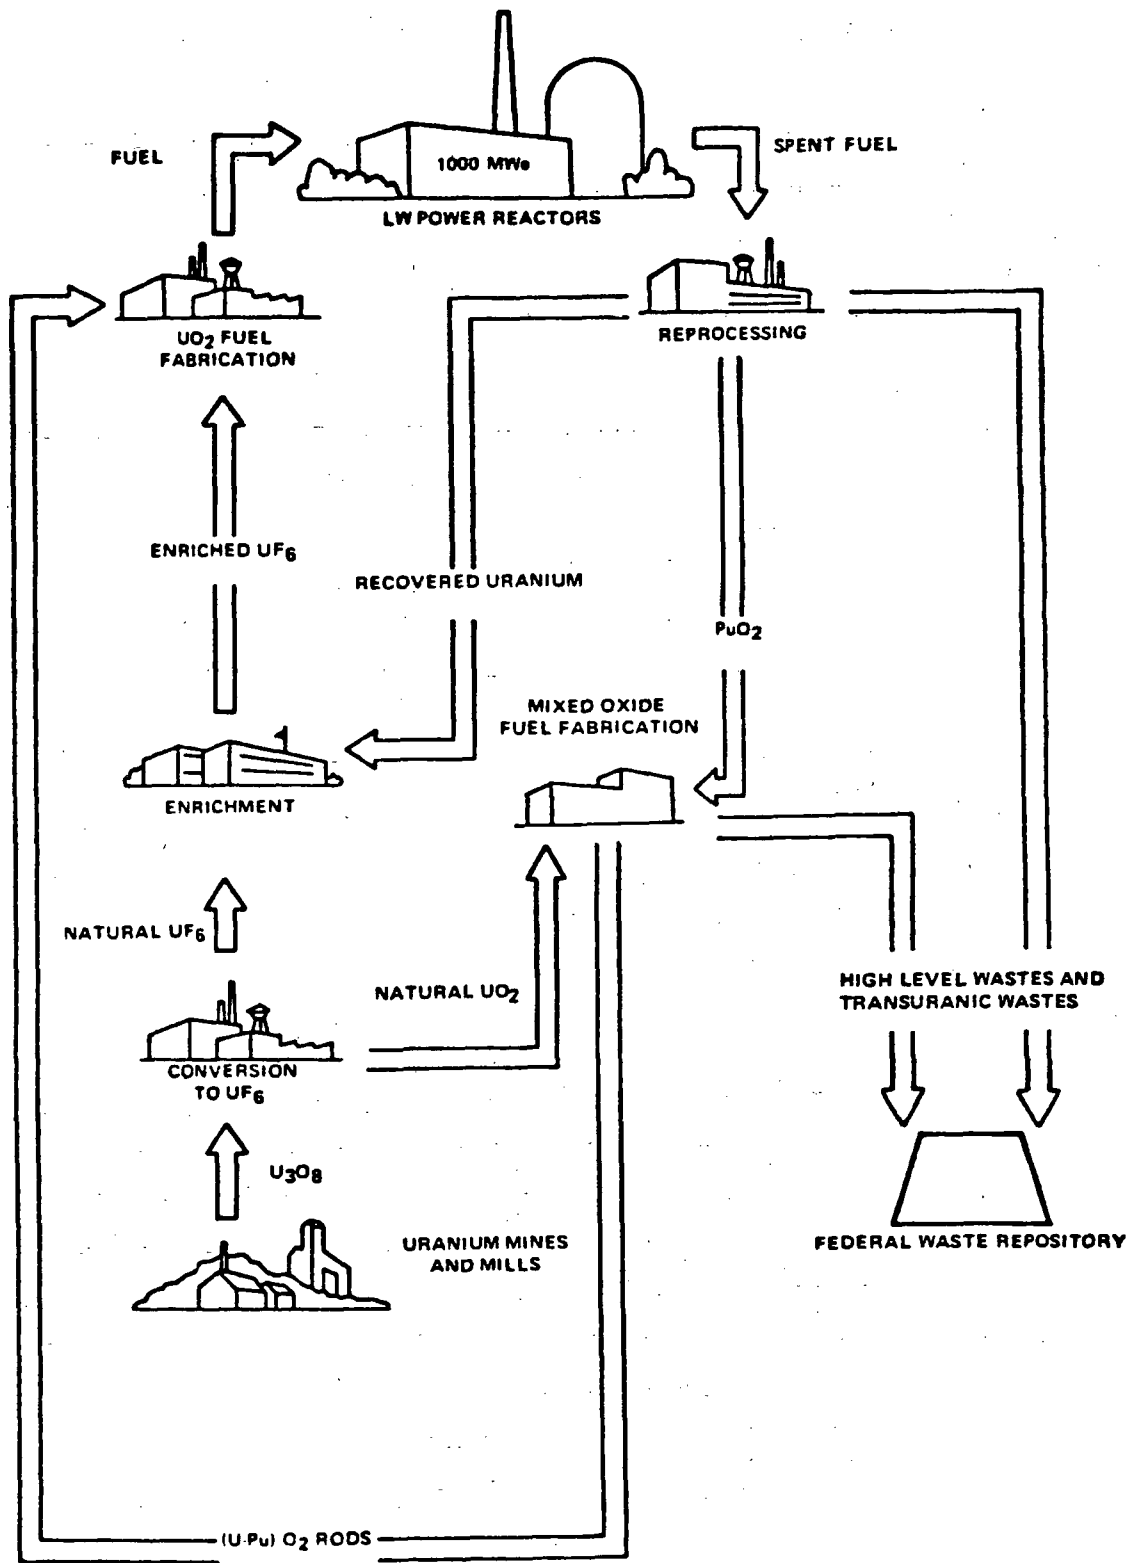 FUEL
1000 MWe
LW POWER REACTORS
SPENT FUEL
UO₂ FUEL
FABRICATION
REPROCESSING
ENRICHED UF₆
RECOVERED URANIUM
PuO₂
MIXED OXIDE
FUEL FABRICATION
ENRICHMENT
NATURAL UF₆
NATURAL UO₂
HIGH LEVEL WASTES AND
TRANSURANIC WASTES
CONVERSION
TO UF₆
U₃O₈
URANIUM MINES
AND MILLS
FEDERAL WASTE REPOSITORY
(U-Pu) O₂ RODS